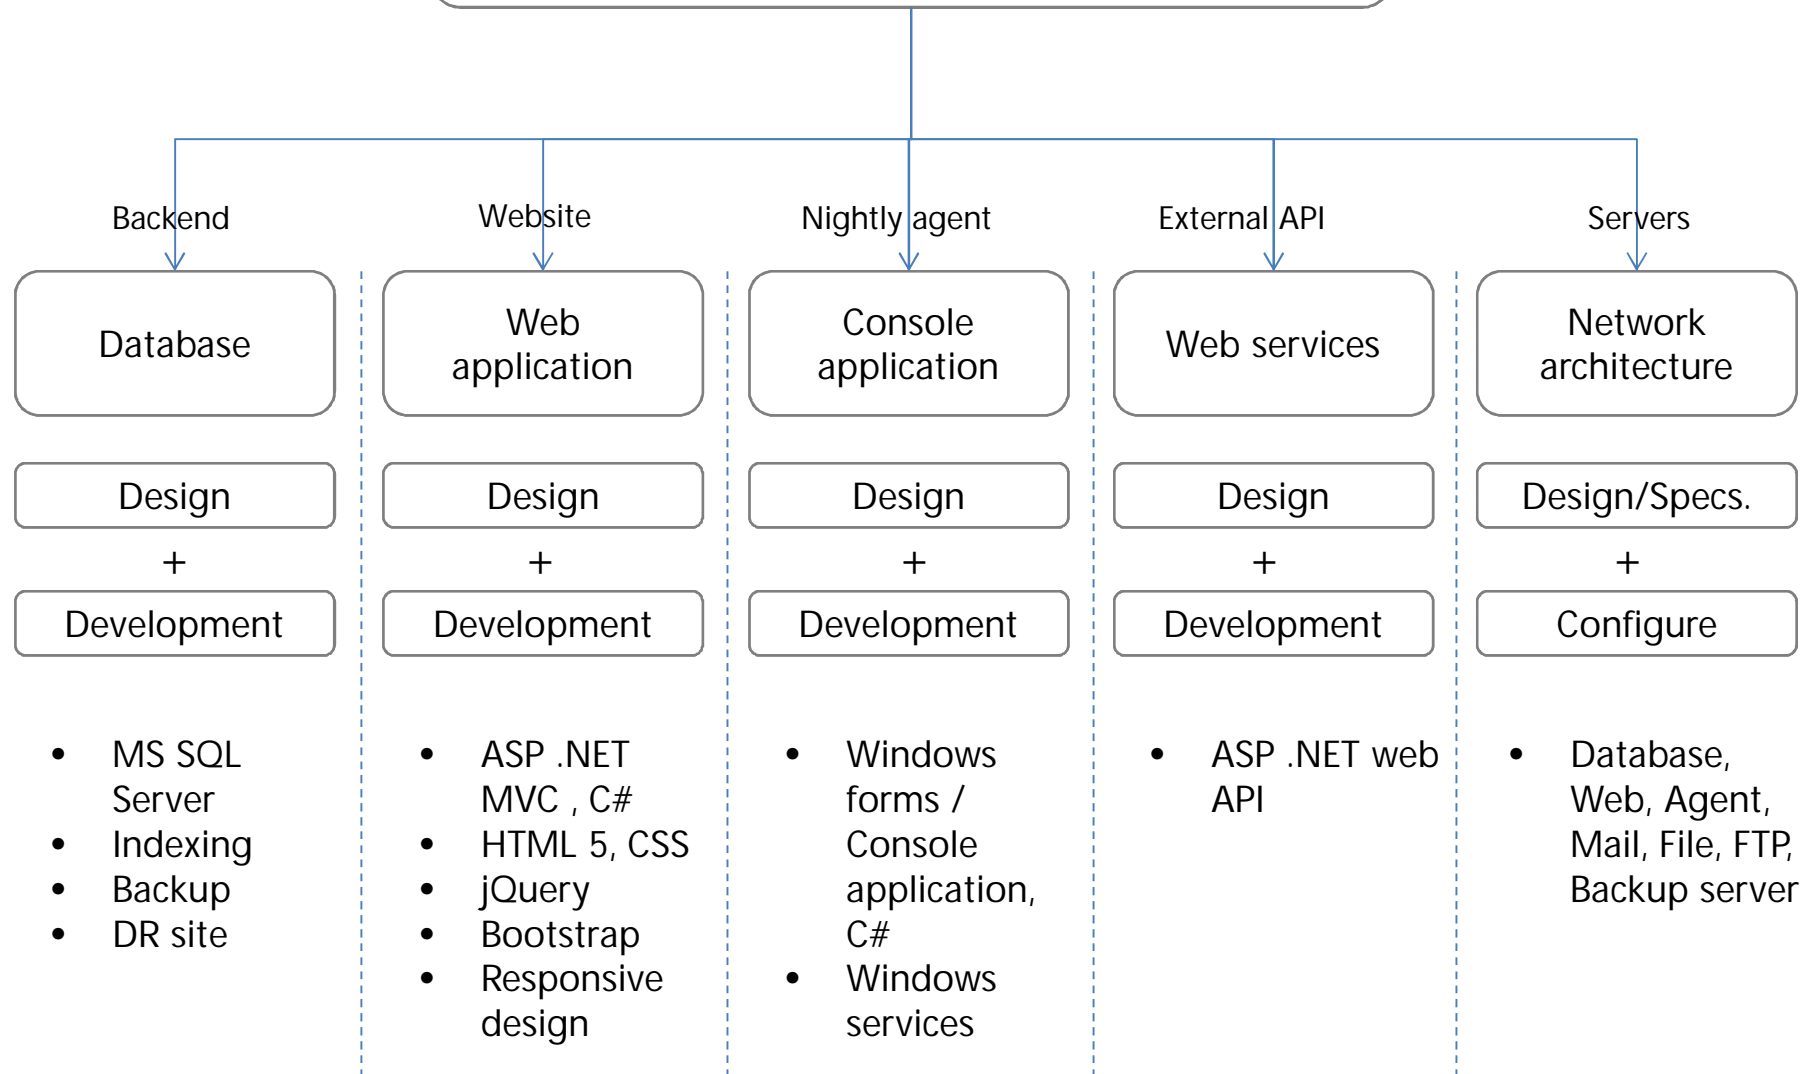 Backend
Website
Nightly agent
External API
Servers
Database
Web
application
Console
application
Web services
Network
architecture
Design
Design
Design
Design
Design/Specs.
+
+
+
+
+
Development
Development
Development
Development
Configure
• MS SQL
Server
• Indexing
• Backup
• DR site
• ASP .NET
MVC , C#
• HTML 5, CSS
• jQuery
• Bootstrap
• Responsive
design
• Windows
forms /
Console
application,
C#
• Windows
services
• ASP .NET web
API
• Database,
Web, Agent,
Mail, File, FTP,
Backup server